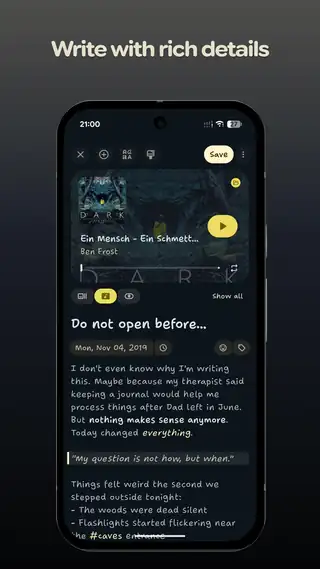 Write with rich details
21:00
27
Save
DARK
Ein Mensch - Ein Schmett...
Ben Frost
DARK
Show all
Do not open before...
Mon, Nov 04, 2019
I don't even know why I'm writing
this. Maybe because my therapist said
keeping a journal would help me
process things after Dad left in June.
But nothing makes sense anymore.
Today changed everything.
"My question is not how, but when."
Things felt weird the second we
stepped outside tonight:
- The woods were dead silent
- Flashlights started flickering near
the #caves entrance